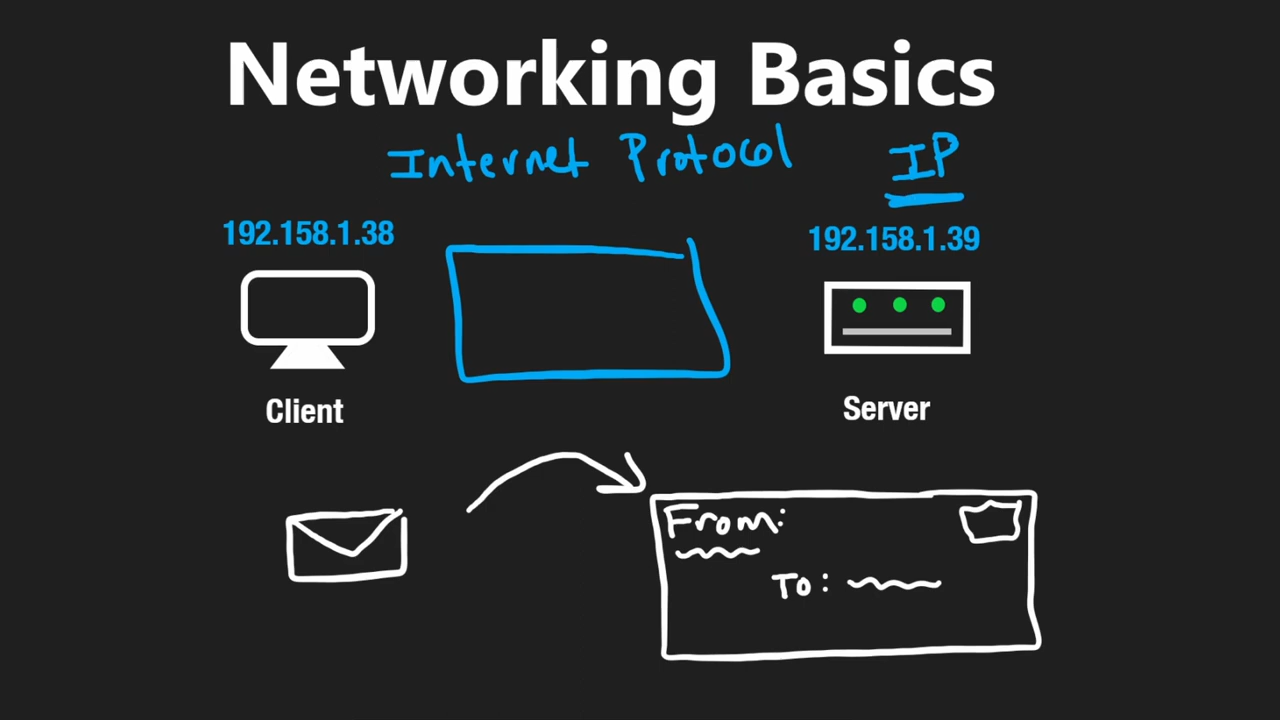 Networking Basics
Internet Protocol IP
192.158.1.38
192.158.1.39
Client
Server
From:
To: